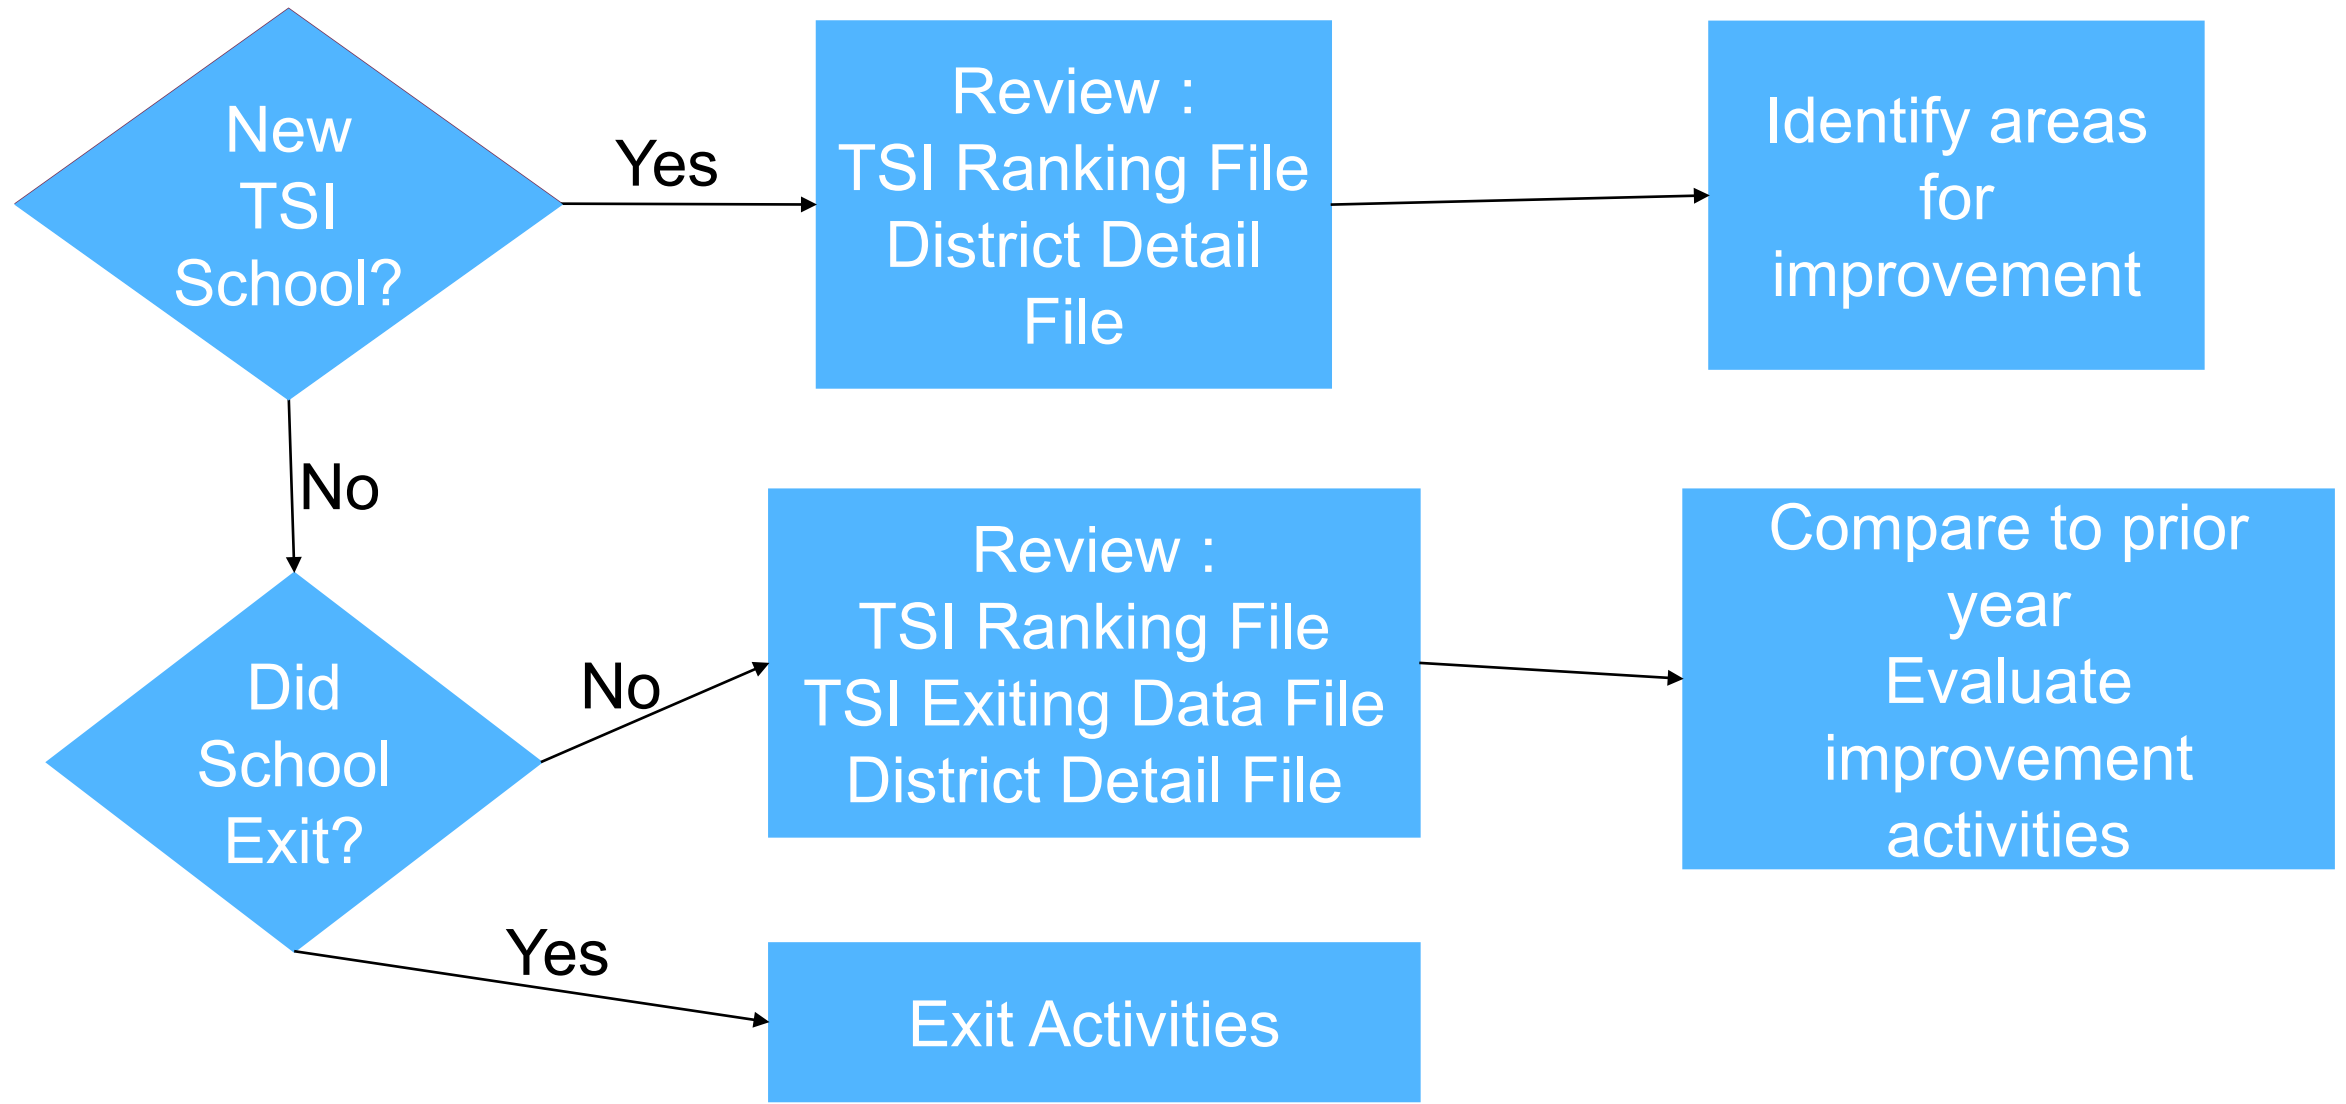 New
TSI
School?
Yes
Review :
TSI Ranking File
District Detail
File
Identify areas
for
improvement
No
Did
School
Exit?
No
Review :
TSI Ranking File
TSI Exiting Data File
District Detail File
Compare to prior
year
Evaluate
improvement
activities
Yes
Exit Activities